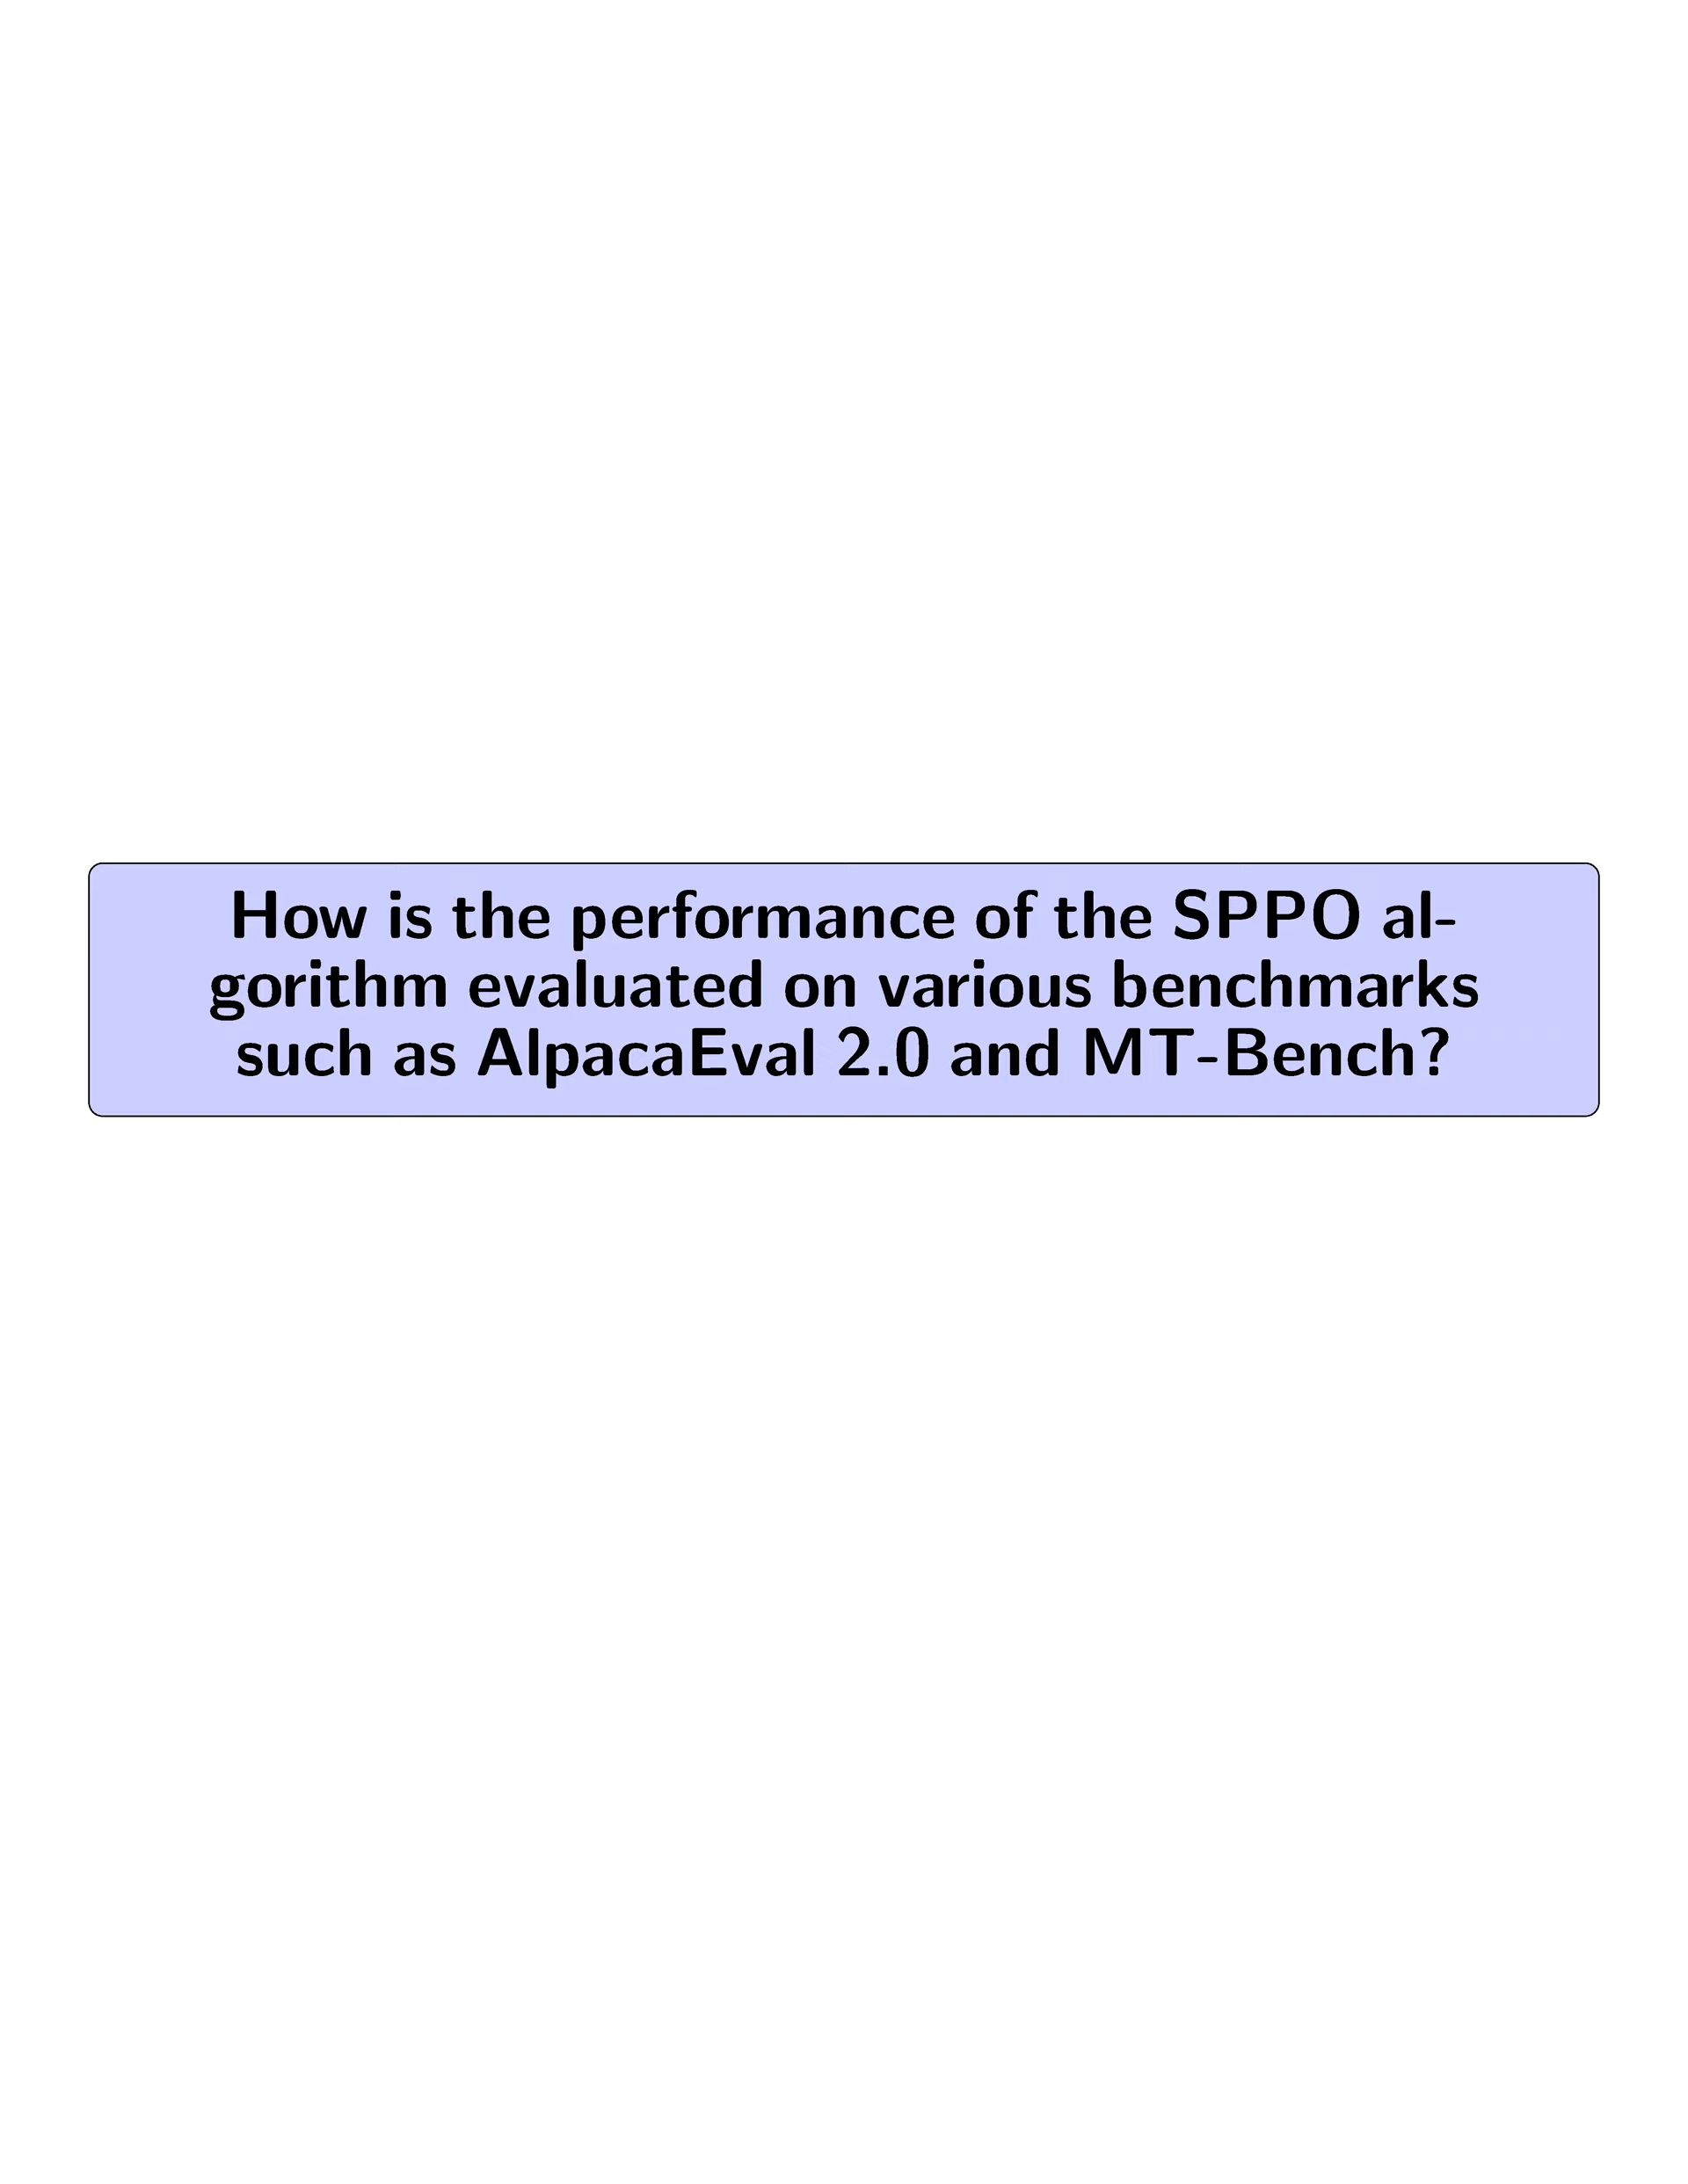 How is the performance of the SPPO al-
gorithm evaluated on various benchmarks
such as AlpacaEval 2.0 and MT-Bench?